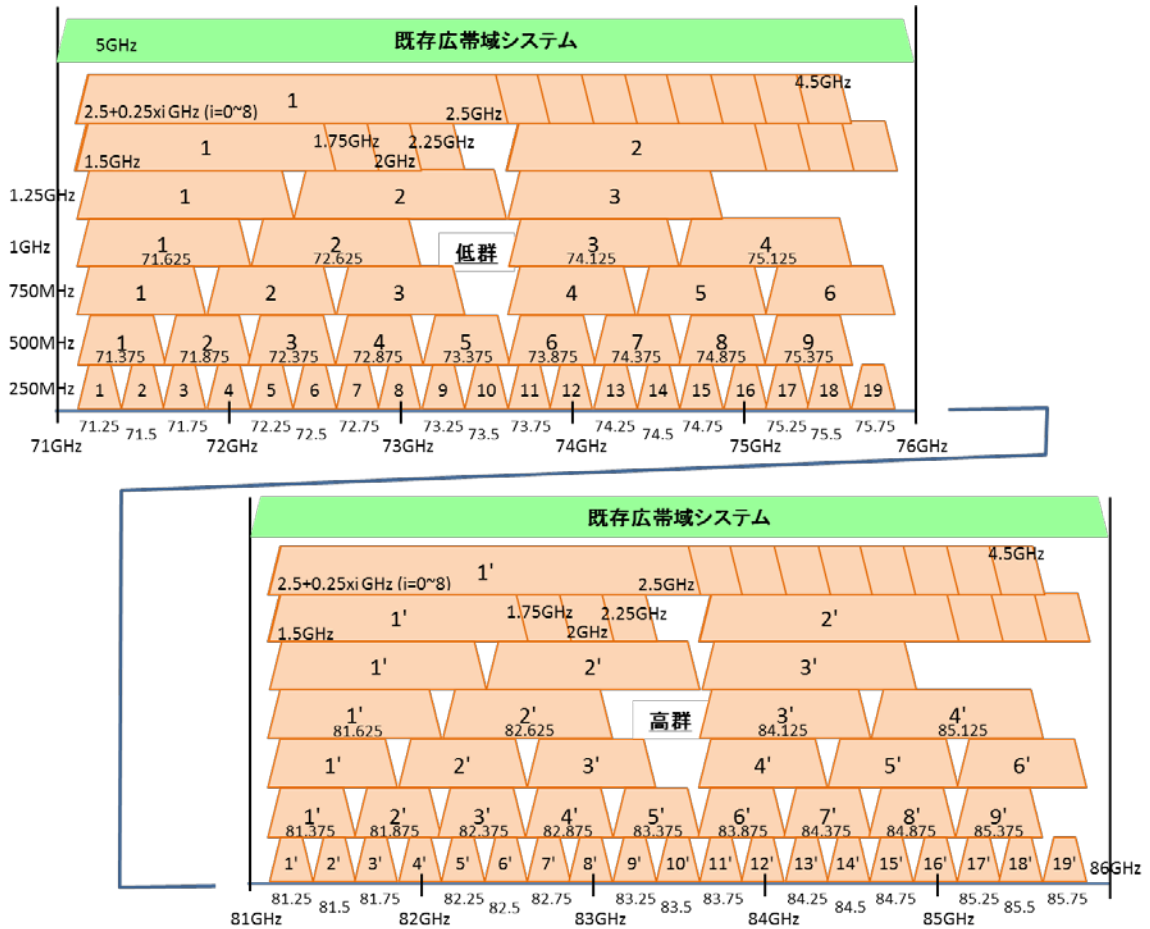 5GHz 既存広帯域システム
4.5GHz
1
2.5+0.25xi GHz (i=0~8) 2.5GHz
1.75GHz 2.25GHz
1 2
1.5GHz 2GHz
1.25GHz 1 2 3
1GHz 1 2 低群 3 4
71.625 72.625 74.125 75.125
750MHz 1 2 3 4 5 6
500MHz 1 2 3 4 5 6 7 8 9
71.375 71.875 72.375 72.875 73.375 73.875 74.375 74.875 75.375
250MHz 1 2 3 4 5 6 7 8 9 10 11 12 13 14 15 16 17 18 19
71.25 71.5 71.75 72.25 72.5 72.75 73.25 73.5 73.75 74.25 74.5 74.75 75.25 75.5 75.75
71GHz 72GHz 73GHz 74GHz 75GHz 76GHz
既存広帯域システム
4.5GHz
1'
2.5+0.25xi GHz (i=0~8) 2.5GHz
1.75GHz 2.25GHz
1' 2'
1.5GHz 2GHz
1' 2' 3'
1' 2' 高群 3' 4'
81.625 82.625 84.125 85.125
1' 2' 3' 4' 5' 6'
1' 2' 3' 4' 5' 6' 7' 8' 9'
81.375 81.875 82.375 82.875 83.375 83.875 84.375 84.875 85.375
1' 2' 3' 4' 5' 6' 7' 8' 9' 10' 11' 12' 13' 14' 15' 16' 17' 18' 19' 86GHz
81.25 81.5 81.75 82.25 82.5 82.75 83.25 83.5 83.75 84.25 84.5 84.75 85.25 85.5 85.75
81GHz 82GHz 83GHz 84GHz 85GHz